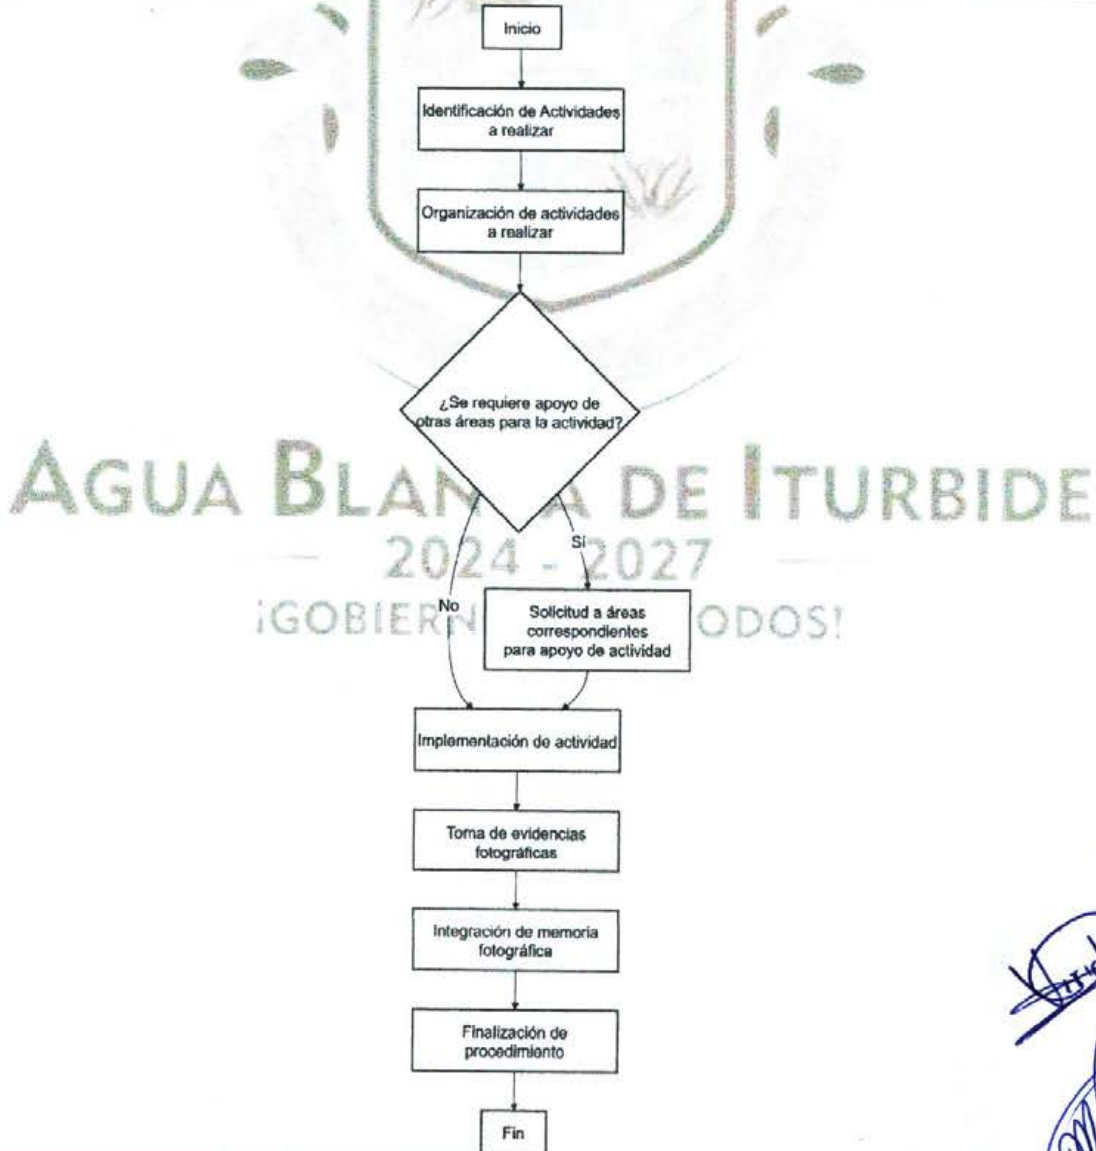 Inicio
Identificación de Actividades
a realizar
Organización de actividades
a realizar
¿Se requiere apoyo de
otras áreas para la actividad?
AGUA BLAN A DE ITURBIDE
Sí
2024 - 2027
No
¡GOBIERN ODOS!
Solicitud a áreas
correspondientes
para apoyo de actividad
Implementación de actividad
Toma de evidencias
fotográficas
Integración de memoria
fotográfica
Finalización de
procedimiento
Fin